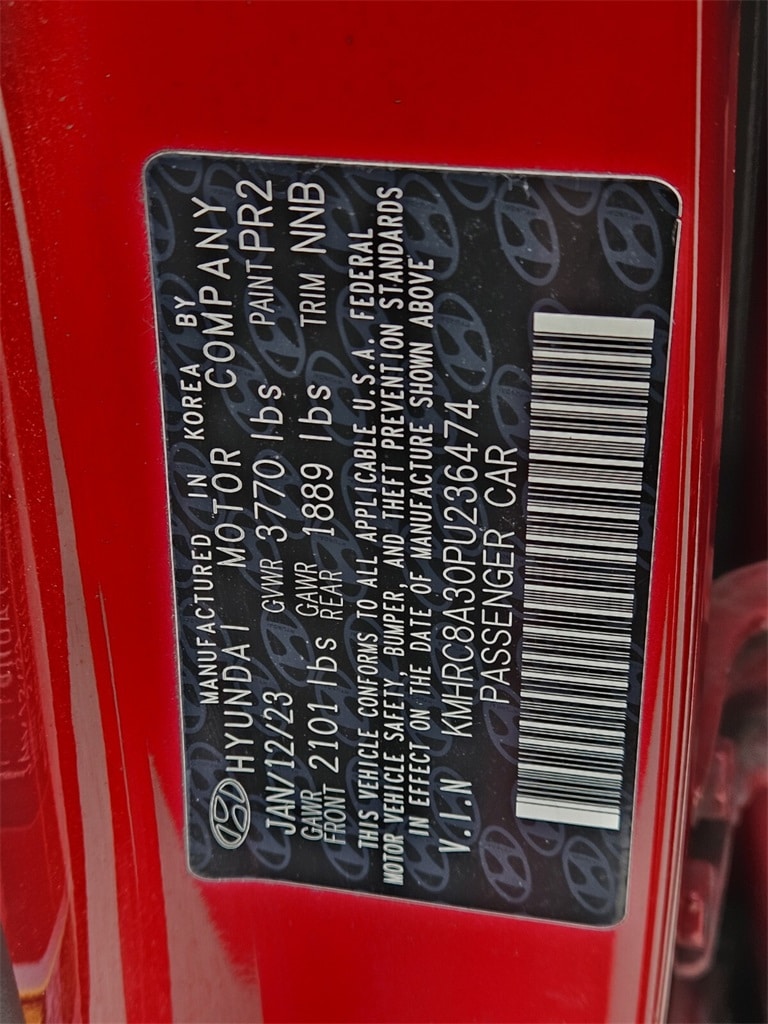 MANUFACTURED IN KOREA BY
HYUNDAI MOTOR COMPANY
JAN/12/23 GVWR 3770 lbs PAINT PR2
GAWR FRONT 2101 lbs GAWR REAR 1889 lbs TRIM NNB
THIS VEHICLE CONFORMS TO ALL APPLICABLE U.S.A. FEDERAL
MOTOR VEHICLE SAFETY, BUMPER, AND THEFT PREVENTION STANDARDS
IN EFFECT ON THE DATE OF MANUFACTURE SHOWN ABOVE
V.I.N KMHRC8A30PU236474
PASSENGER CAR